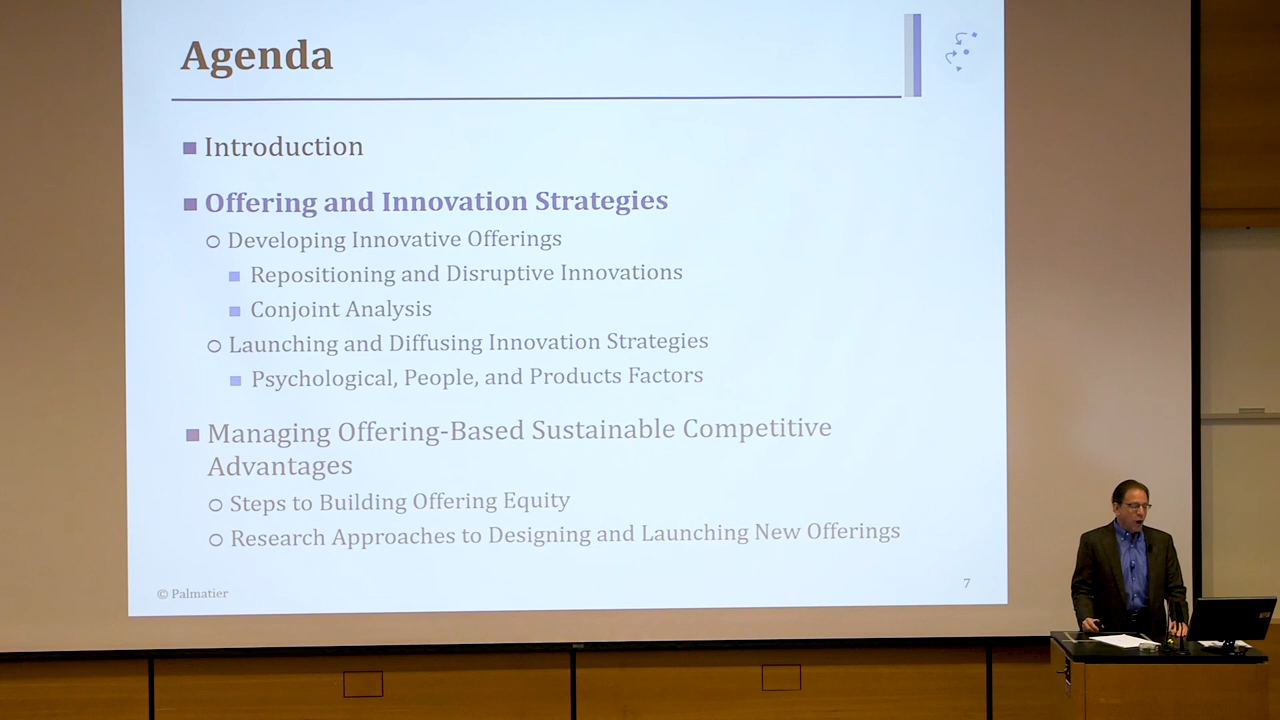 Agenda
Introduction
Offering and Innovation Strategies
Developing Innovative Offerings
Repositioning and Disruptive Innovations
Conjoint Analysis
Launching and Diffusing Innovation Strategies
Psychological, People, and Products Factors
Managing Offering-Based Sustainable Competitive
Advantages
Steps to Building Offering Equity
Research Approaches to Designing and Launching New Offerings
© Palmatier
7